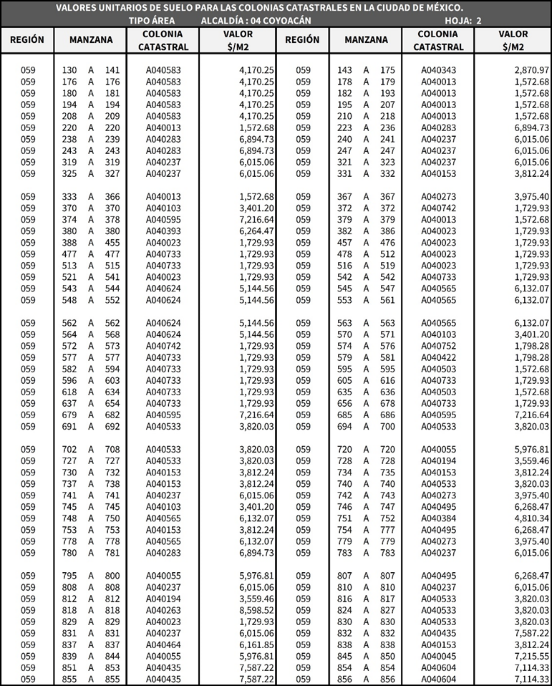 VALORES UNITARIOS DE SUELO PARA LAS COLONIAS CATASTRALES EN LA CIUDAD DE MÉXICO.
TIPO ÁREA ALCALDÍA : 04 COYOACÁN HOJA: 2
REGIÓN MANZANA COLONIA CATASTRAL VALOR $/M2 REGIÓN MANZANA COLONIA CATASTRAL VALOR $/M2
059 130 A 141 A040583 4,170.25 059 143 A 175 A040343 2,870.97
059 176 A 176 A040583 4,170.25 059 178 A 179 A040013 1,572.68
059 180 A 181 A040583 4,170.25 059 182 A 193 A040013 1,572.68
059 194 A 194 A040583 4,170.25 059 195 A 207 A040013 1,572.68
059 208 A 209 A040583 4,170.25 059 210 A 218 A040013 1,572.68
059 220 A 220 A040013 1,572.68 059 223 A 236 A040283 6,894.73
059 238 A 239 A040283 6,894.73 059 240 A 241 A040237 6,015.06
059 243 A 243 A040283 6,894.73 059 247 A 247 A040237 6,015.06
059 319 A 319 A040237 6,015.06 059 321 A 323 A040237 6,015.06
059 325 A 327 A040237 6,015.06 059 331 A 332 A040153 3,812.24
059 333 A 366 A040013 1,572.68 059 367 A 367 A040273 3,975.40
059 370 A 370 A040103 3,401.20 059 372 A 372 A040742 1,729.93
059 374 A 378 A040595 7,216.64 059 379 A 379 A040013 1,572.68
059 380 A 380 A040393 6,264.47 059 382 A 386 A040023 1,729.93
059 388 A 455 A040023 1,729.93 059 457 A 476 A040023 1,729.93
059 477 A 477 A040733 1,729.93 059 478 A 512 A040023 1,729.93
059 513 A 515 A040733 1,729.93 059 516 A 519 A040023 1,729.93
059 521 A 541 A040023 1,729.93 059 542 A 542 A040733 1,729.93
059 543 A 544 A040624 5,144.56 059 545 A 547 A040565 6,132.07
059 548 A 552 A040624 5,144.56 059 553 A 561 A040565 6,132.07
059 562 A 562 A040624 5,144.56 059 563 A 563 A040565 6,132.07
059 564 A 568 A040624 5,144.56 059 570 A 571 A040103 3,401.20
059 572 A 573 A040742 1,729.93 059 574 A 576 A040752 1,798.28
059 577 A 577 A040733 1,729.93 059 579 A 581 A040422 1,798.28
059 582 A 594 A040733 1,729.93 059 595 A 595 A040503 1,572.68
059 596 A 603 A040733 1,729.93 059 605 A 616 A040733 1,729.93
059 618 A 634 A040733 1,729.93 059 635 A 636 A040503 1,572.68
059 637 A 654 A040733 1,729.93 059 656 A 678 A040733 1,729.93
059 679 A 682 A040595 7,216.64 059 685 A 686 A040595 7,216.64
059 691 A 692 A040533 3,820.03 059 694 A 700 A040533 3,820.03
059 702 A 708 A040533 3,820.03 059 720 A 720 A040055 5,976.81
059 727 A 727 A040533 3,820.03 059 728 A 728 A040194 3,559.46
059 730 A 732 A040153 3,812.24 059 734 A 735 A040153 3,812.24
059 737 A 738 A040153 3,812.24 059 740 A 740 A040533 3,820.03
059 741 A 741 A040237 6,015.06 059 742 A 743 A040273 3,975.40
059 745 A 745 A040103 3,401.20 059 746 A 747 A040495 6,268.47
059 748 A 750 A040565 6,132.07 059 751 A 752 A040384 4,810.34
059 753 A 753 A040153 3,812.24 059 754 A 777 A040495 6,268.47
059 778 A 778 A040565 6,132.07 059 779 A 779 A040273 3,975.40
059 780 A 781 A040283 6,894.73 059 783 A 783 A040237 6,015.06
059 795 A 800 A040055 5,976.81 059 807 A 807 A040495 6,268.47
059 808 A 808 A040237 6,015.06 059 810 A 810 A040237 6,015.06
059 812 A 812 A040194 3,559.46 059 816 A 817 A040533 3,820.03
059 818 A 818 A040263 8,598.52 059 824 A 827 A040533 3,820.03
059 829 A 829 A040023 1,729.93 059 830 A 830 A040533 3,820.03
059 831 A 831 A040237 6,015.06 059 832 A 832 A040435 7,587.22
059 837 A 837 A040464 6,161.85 059 838 A 838 A040153 3,812.24
059 839 A 844 A040055 5,976.81 059 845 A 850 A040045 7,215.55
059 851 A 853 A040435 7,587.22 059 854 A 854 A040604 7,114.33
059 855 A 855 A040435 7,587.22 059 856 A 856 A040604 7,114.33